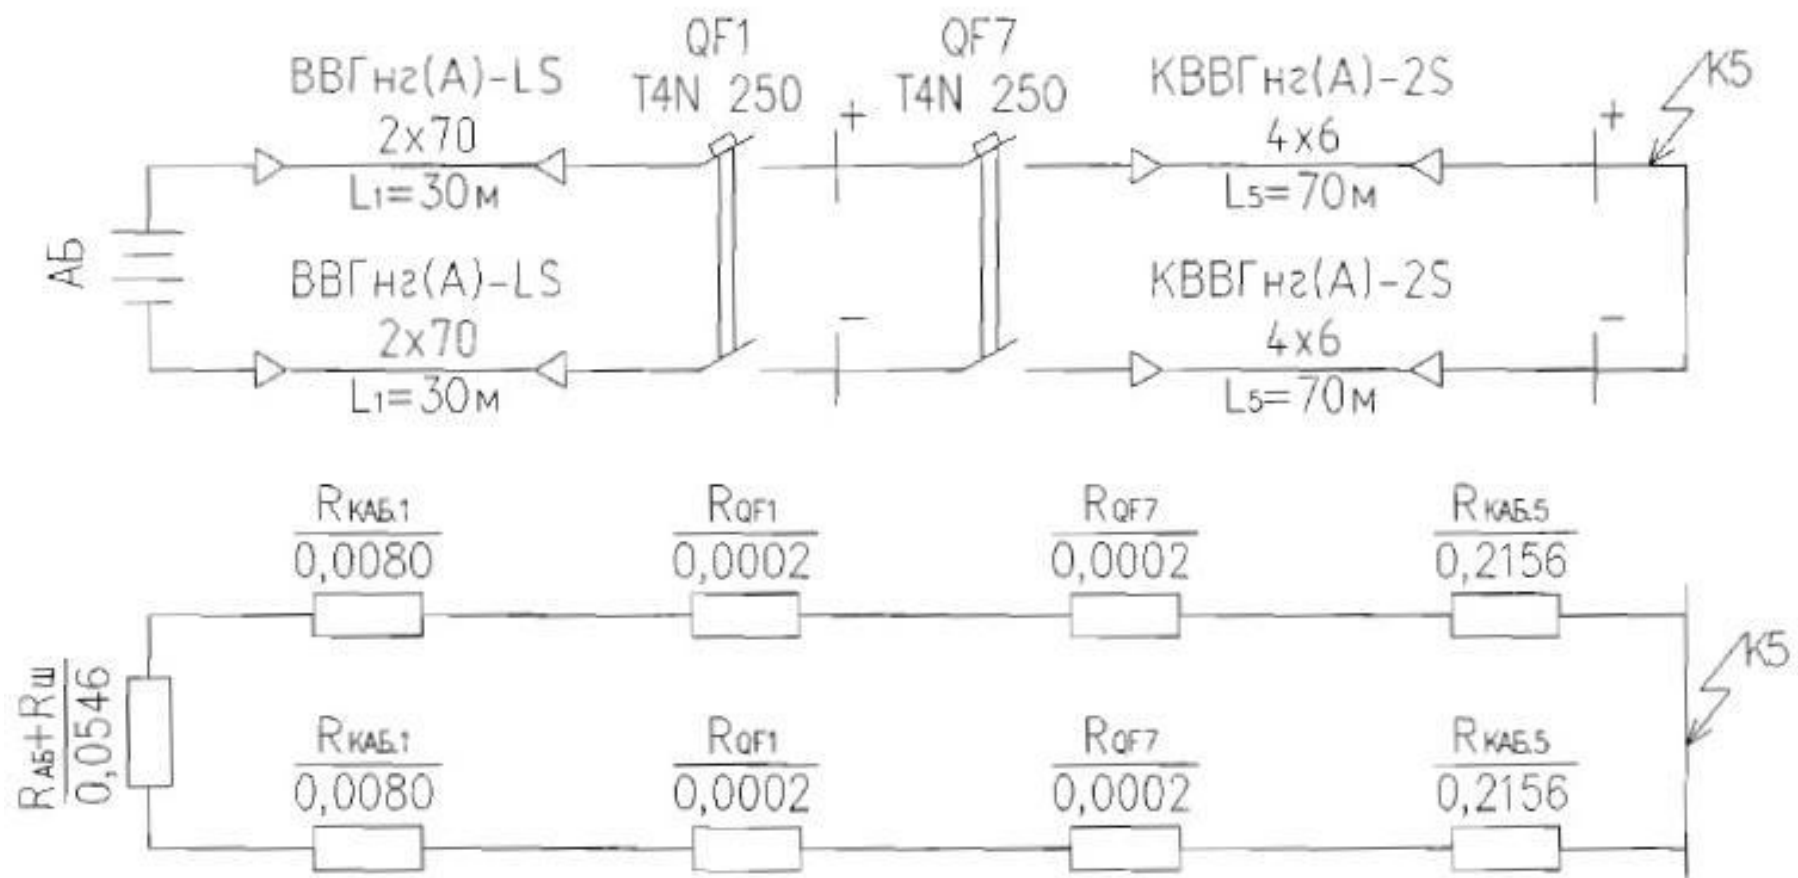 QF1
QF7
ВВГнг(А)-LS
T4N 250
T4N 250
КВВГнг(А)-2S
К5
2х70
+
4х6
+
L1=30м
L5=70м
АБ
ВВГнг(А)-LS
КВВГнг(А)-2S
2х70
−
4х6
−
L1=30м
L5=70м
RКАБ.1
RQF1
RQF7
RКАБ.5
0,0080
0,0002
0,0002
0,2156
К5
RАБ+RШ
0,0546
RКАБ.1
RQF1
RQF7
RКАБ.5
0,0080
0,0002
0,0002
0,2156